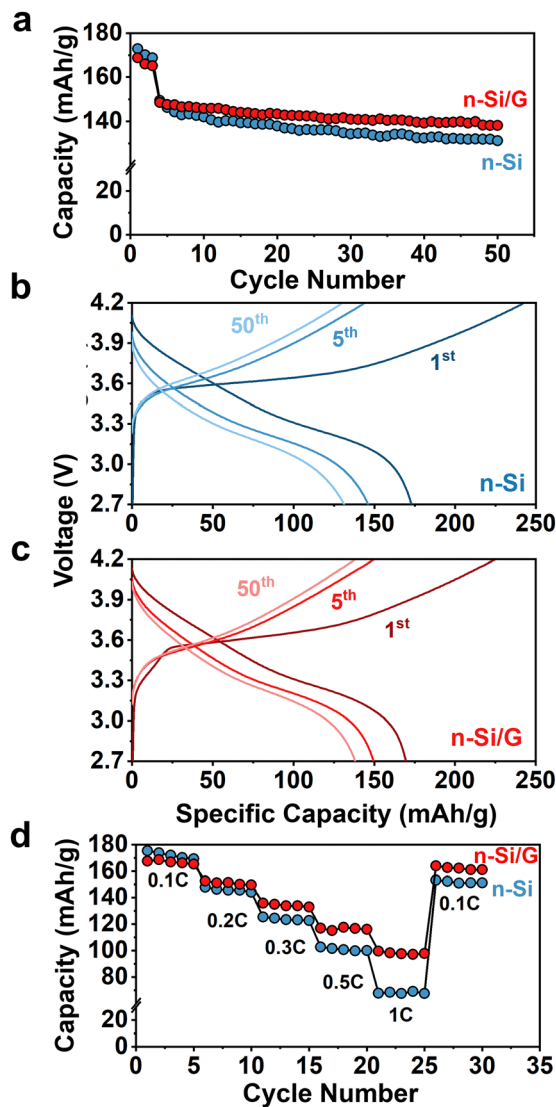 a
180
160
140
20
0
Capacity (mAh/g)
n-Si/G
n-Si
0 10 20 30 40 50
Cycle Number
b
4.2
3.9
3.6
3.3
3.0
2.7
50th
5th
1st
n-Si
0 50 100 150 200 250
Voltage (V)
c
4.2
3.9
3.6
3.3
3.0
2.7
50th
5th
1st
n-Si/G
0 50 100 150 200 250
Specific Capacity (mAh/g)
d
180
160
140
120
100
80
20
0
Capacity (mAh/g)
n-Si/G
n-Si
0.1C
0.2C
0.3C
0.5C
1C
0.1C
0 5 10 15 20 25 30 35
Cycle Number